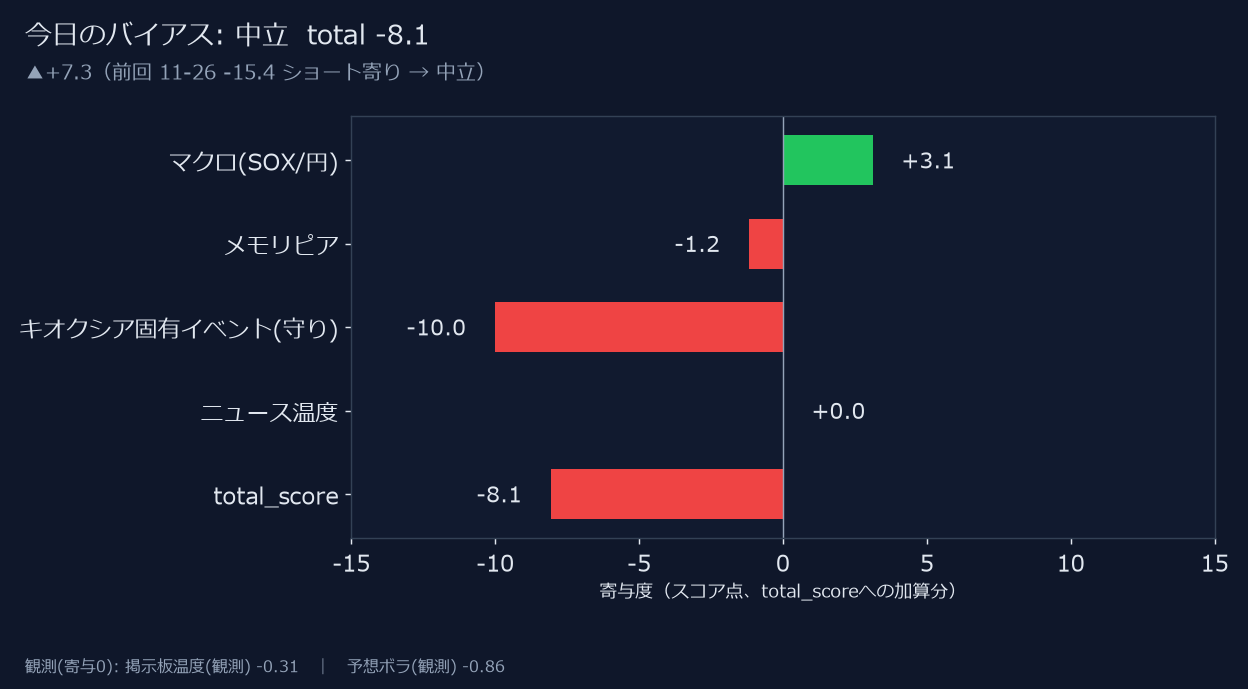 今日のバイアス: 中立 total -8.1
▲+7.3（前回 11-26 -15.4 ショート寄り → 中立）
マクロ(SOX/円) +3.1
メモリピア -1.2
キオクシア固有イベント(守り) -10.0
ニュース温度 +0.0
total_score -8.1
-15 -10 -5 0 5 10 15
寄与度（スコア点、total_scoreへの加算分）
観測(寄与0): 掲示板温度(観測) -0.31 ｜ 予想ボラ(観測) -0.86